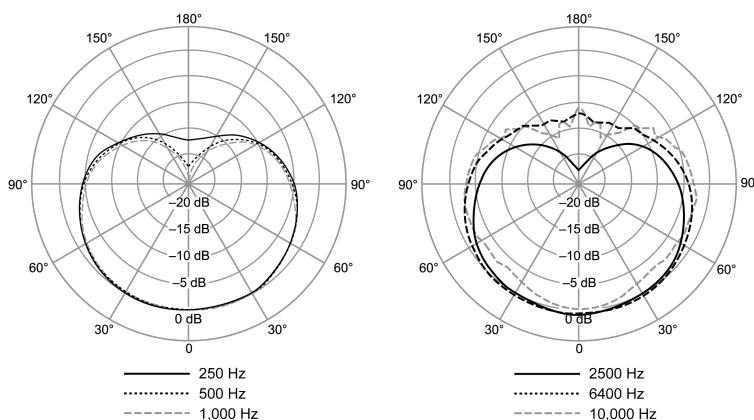 180°
150° 150°
120° 120°
90° 90°
–20 dB
–15 dB
–10 dB
–5 dB
0 dB
60° 60°
30° 30°
0
250 Hz
500 Hz
1,000 Hz
180°
150° 150°
120° 120°
90° 90°
–20 dB
–15 dB
–10 dB
–5 dB
0 dB
60° 60°
30° 30°
0
2500 Hz
6400 Hz
10,000 Hz